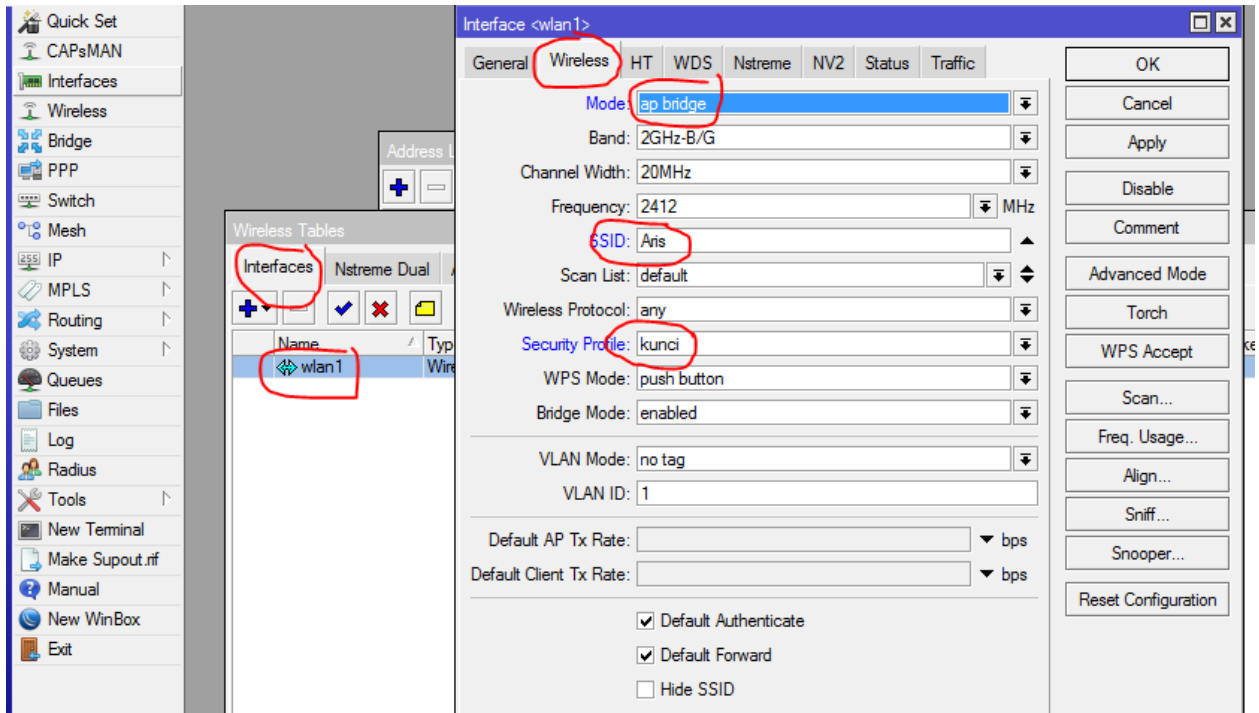 Quick Set
CAPsMAN
Interfaces
Wireless
Bridge
PPP
Switch
Mesh
IP
MPLS
Routing
System
Queues
Files
Log
Radius
Tools
New Terminal
Make Supout.rif
Manual
New WinBox
Exit
Address L
Wireless Tables
Interfaces Nstreme Dual
Name Typ
wlan1 Wire
Interface <wlan1>
General Wireless HT WDS Nstreme NV2 Status Traffic
Mode: ap bridge
Band: 2GHz-B/G
Channel Width: 20MHz
Frequency: 2412 MHz
SSID: Aris
Scan List: default
Wireless Protocol: any
Security Profile: kunci
WPS Mode: push button
Bridge Mode: enabled
VLAN Mode: no tag
VLAN ID: 1
Default AP Tx Rate: bps
Default Client Tx Rate: bps
Default Authenticate
Default Forward
Hide SSID
OK
Cancel
Apply
Disable
Comment
Advanced Mode
Torch
WPS Accept
Scan...
Freq. Usage...
Align...
Sniff...
Snooper...
Reset Configuration